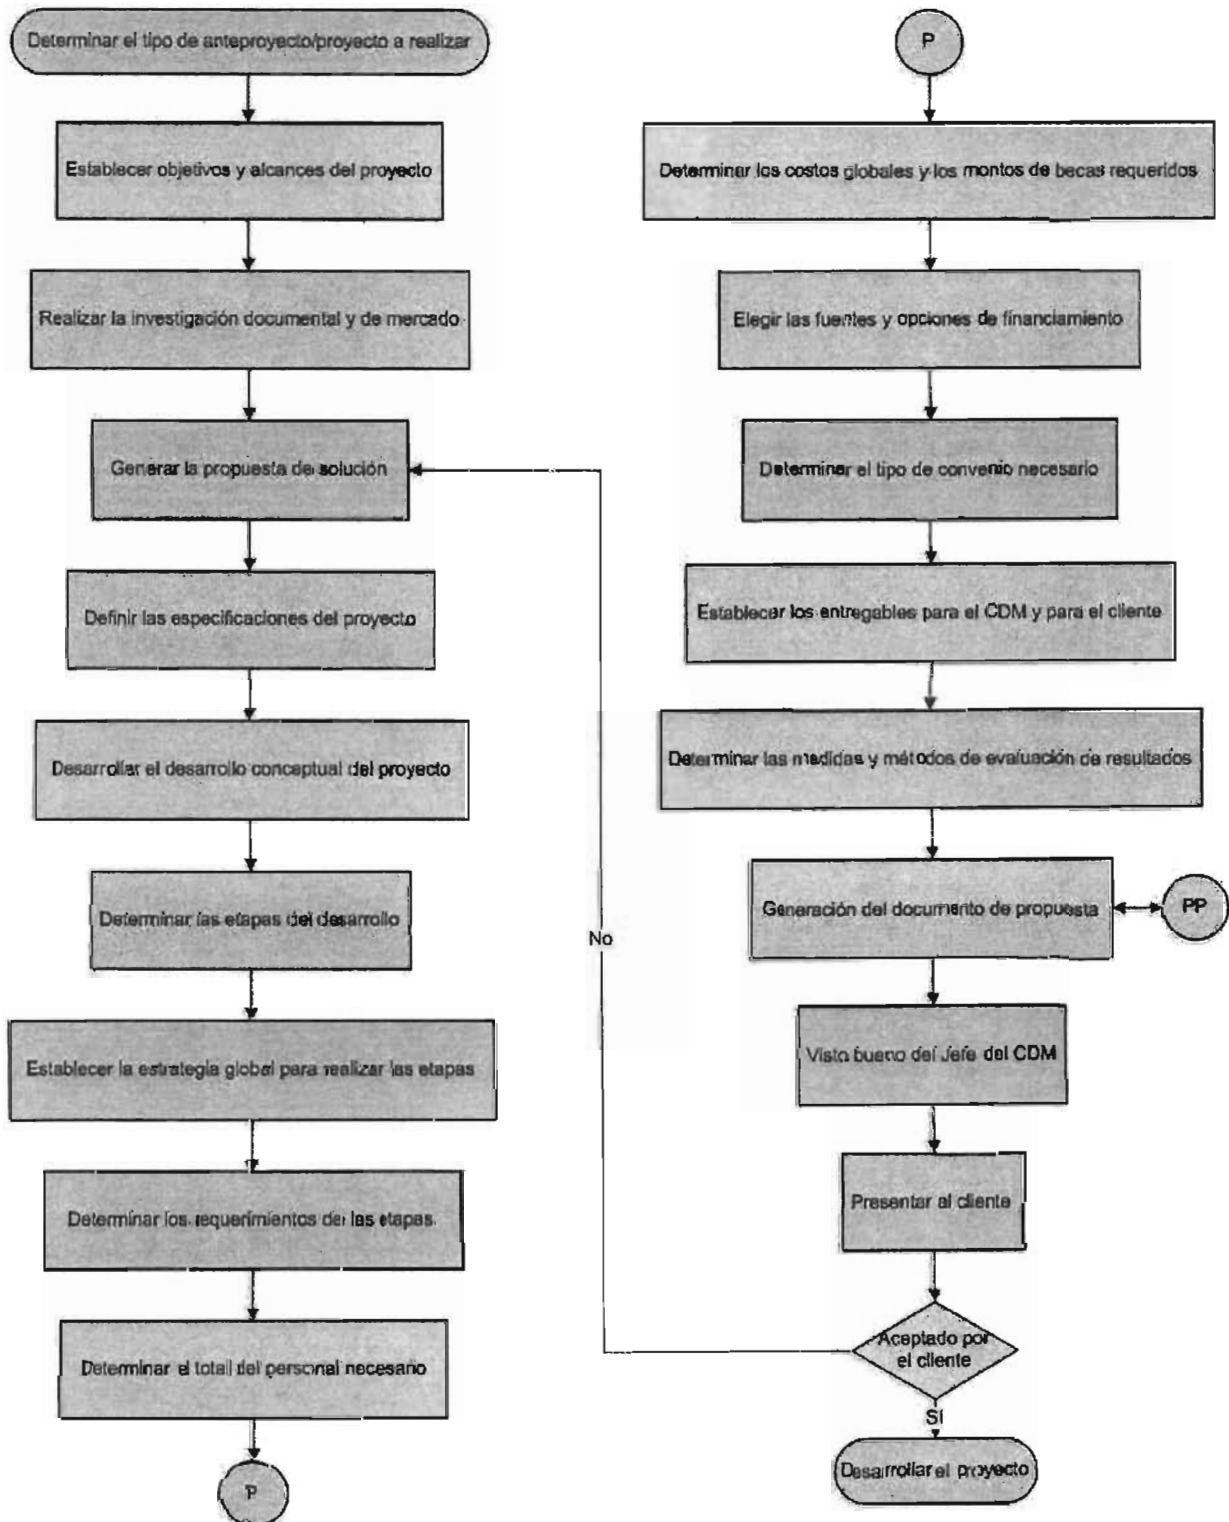 Determinar el tipo de anteproyecto/proyecto a realizar
Establecer objetivos y alcances del proyecto
Realizar la investigación documental y de mercado
Generar la propuesta de solución
Definir las especificaciones del proyecto
Desarrollar el desarrollo conceptual del proyecto
Determinar las etapas del desarrollo
Establecer la estrategia global para realizar las etapas
Determinar los requerimientos de las etapas.
Determinar el total del personal necesario
P
No
P
Determinar los costos globales y los montos de becas requeridos
Elegir las fuentes y opciones de financiamiento
Determinar el tipo de convenio necesario
Establecer los entregables para el CDM y para el cliente
Determinar las medidas y métodos de evaluación de resultados
Generación del documento de propuesta
PP
Visto bueno del Jefe del CDM
Presentar al cliente
Aceptado por
el cliente
Sí
Desarrollar el proyecto